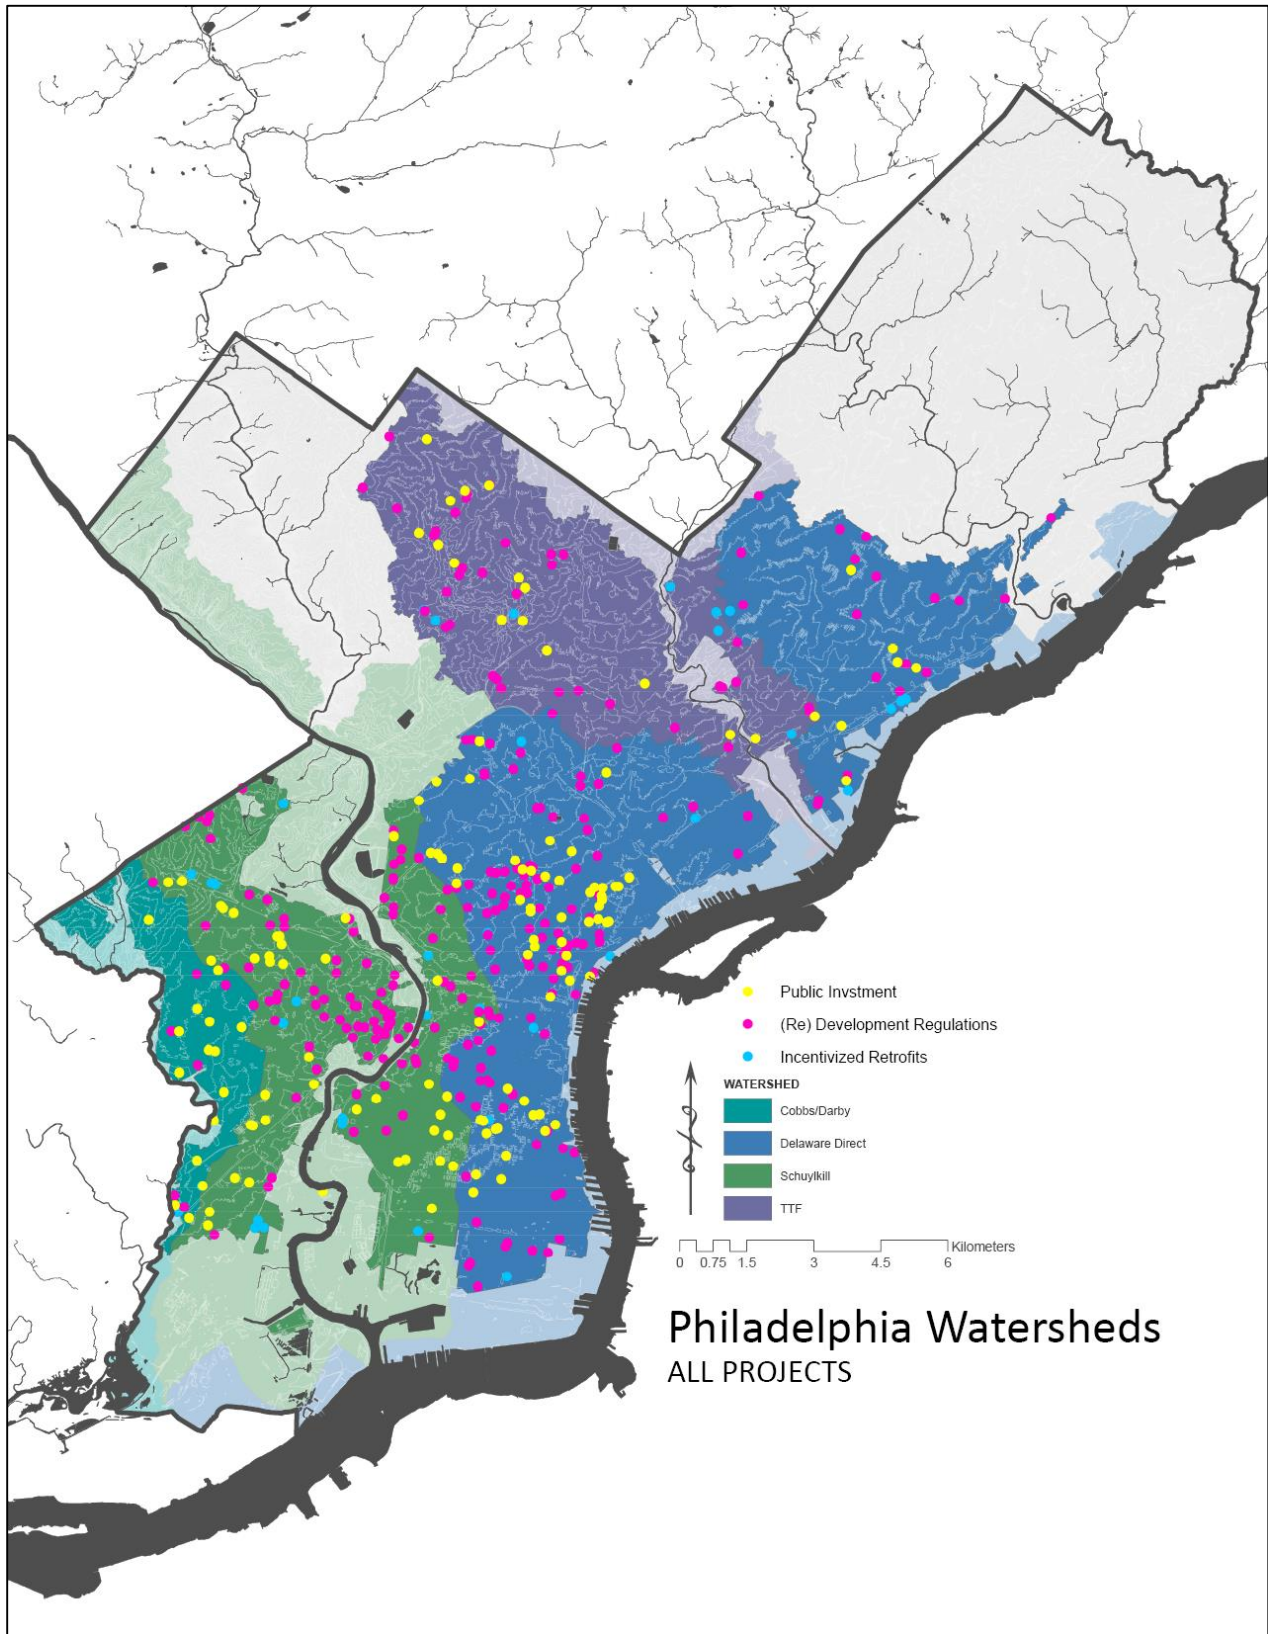 Public Invstment
(Re) Development Regulations
Incentivized Retrofits
WATERSHED
Cobbs/Darby
Delaware Direct
Schuylkill
TTF
Kilometers
0 0.75 1.5 3 4.5 6
Philadelphia Watersheds
ALL PROJECTS